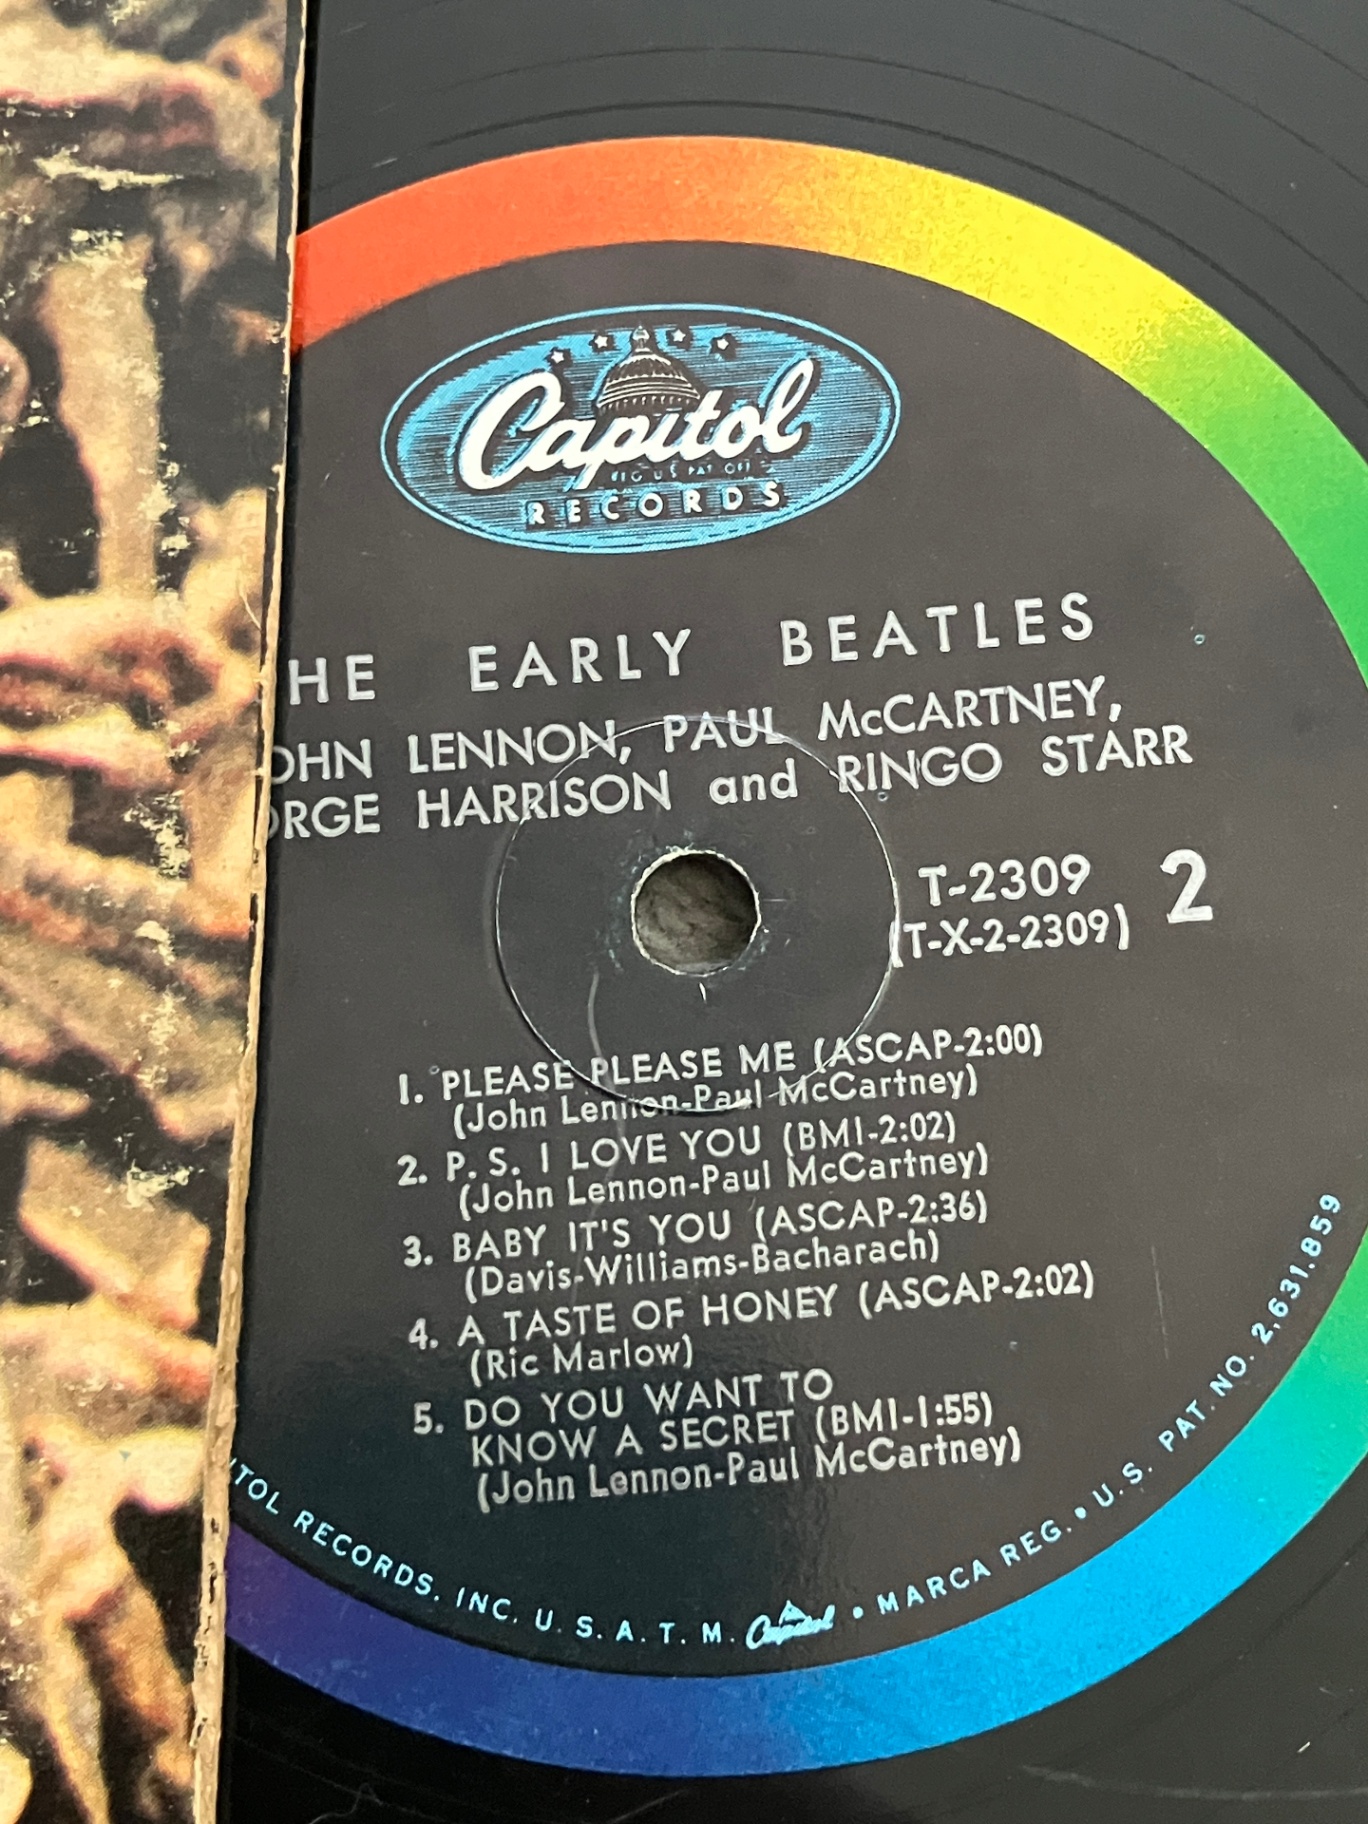 Capitol
REG. U.S. PAT. OFF.
RECORDS
HE EARLY BEATLES
OHN LENNON, PAUL McCARTNEY,
ORGE HARRISON and RINGO STARR
T-2309
(T-X-2-2309)
2
1. PLEASE PLEASE ME (ASCAP-2:00)
(John Lennon-Paul McCartney)
2. P.S. I LOVE YOU (BMI-2:02)
(John Lennon-Paul McCartney)
3. BABY IT'S YOU (ASCAP-2:36)
(Davis-Williams-Bacharach)
4. A TASTE OF HONEY (ASCAP-2:02)
(Ric Marlow)
5. DO YOU WANT TO
KNOW A SECRET (BMI-1:55)
(John Lennon-Paul McCartney)
ITOL RECORDS, INC. U.S.A. T.M. Capitol • MARCA REG. • U.S. PAT. NO. 2,631,859